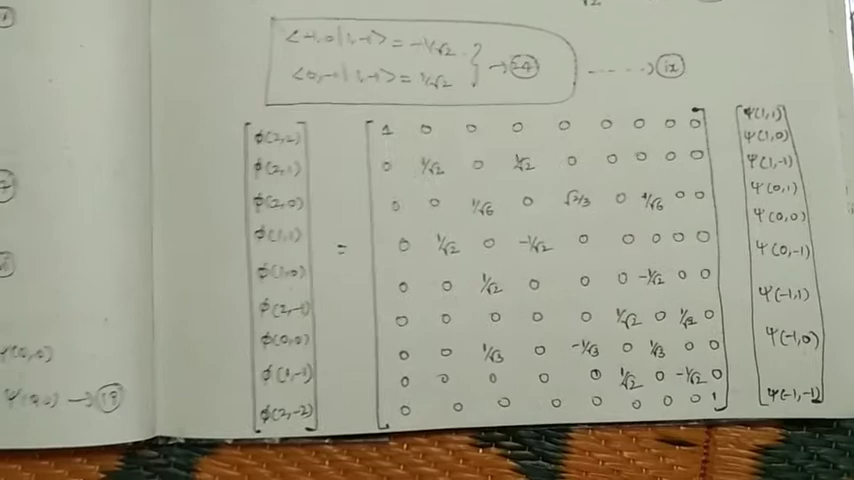 <-1,0|1,-1> = -1/√2
<0,-1|1,-1> = 1/√2 } → (24) ------→ (ix)
φ(2,2) 1 0 0 0 0 0 0 0 0 ψ(1,1)
φ(2,1) 0 1/√2 0 1/√2 0 0 0 0 0 ψ(1,0)
φ(2,0) 0 0 1/√6 0 √2/3 0 1/√6 0 0 ψ(1,-1)
φ(1,1) = 0 1/√2 0 -1/√2 0 0 0 0 0 ψ(0,1)
φ(1,0) 0 0 1/√2 0 0 0 -1/√2 0 0 ψ(0,0)
φ(2,-1) 0 0 0 0 0 1/√2 0 1/√2 0 ψ(0,-1)
φ(0,0) 0 0 1/√3 0 -1/√3 0 1/√3 0 0 ψ(-1,1)
φ(1,-1) 0 0 0 0 0 1/√2 0 -1/√2 0 ψ(-1,0)
φ(2,-2) 0 0 0 0 0 0 0 0 1 ψ(-1,-1)
ψ(0,0)
ψ(0,0) → (19)